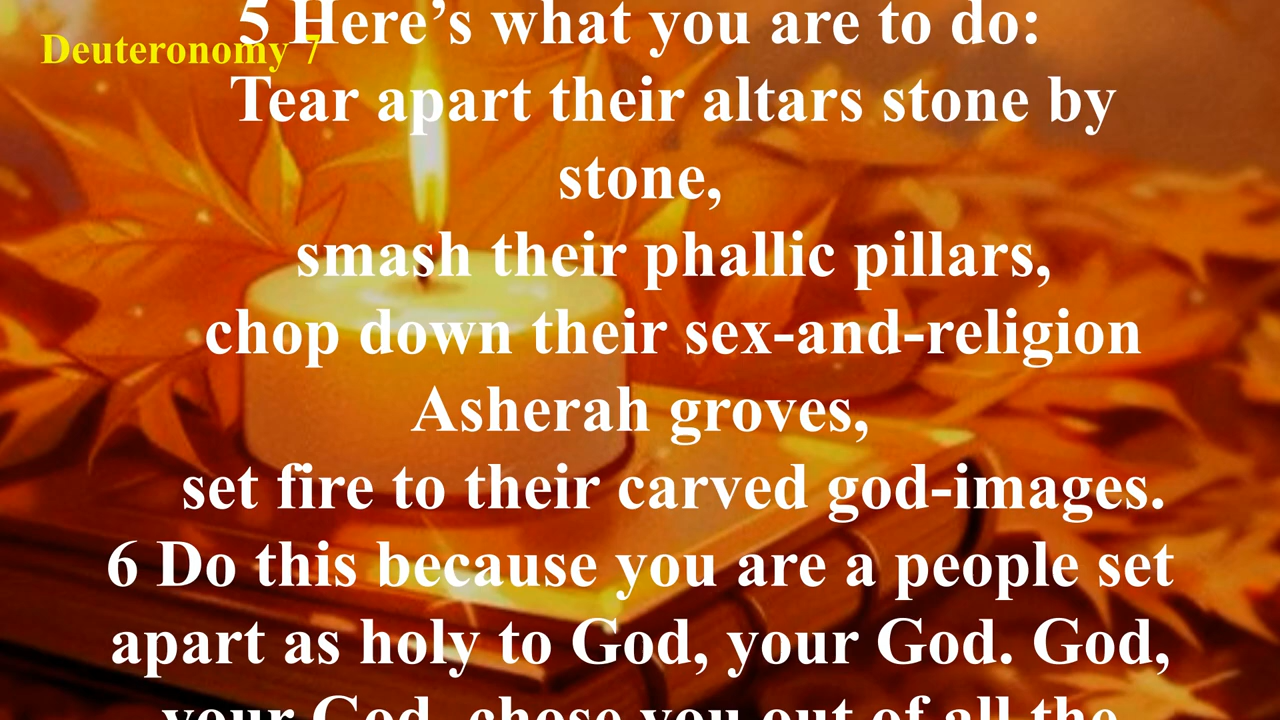 5 Here’s what you are to do:
Deuteronomy 7
Tear apart their altars stone by
stone,
smash their phallic pillars,
chop down their sex-and-religion
Asherah groves,
set fire to their carved god-images.
6 Do this because you are a people set
apart as holy to God, your God. God,
your God, chose you out of all the